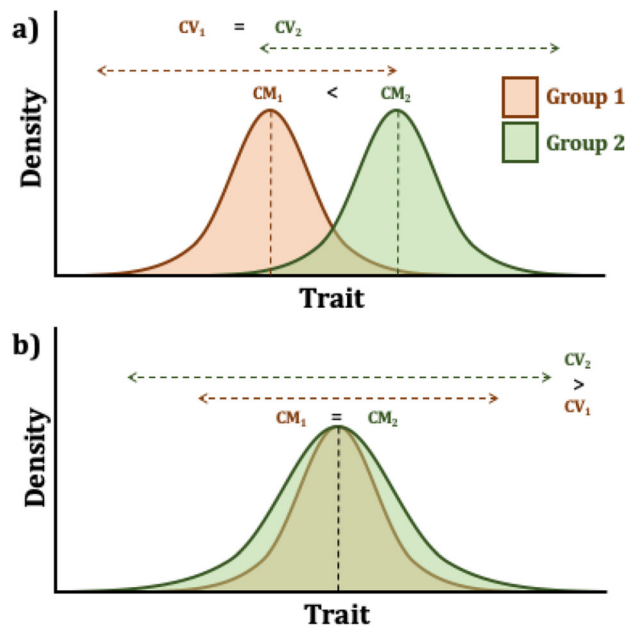 a)
CV₁ = CV₂
CM₁ < CM₂
Group 1
Group 2
Density
Trait
b)
CV₂
>
CV₁
CM₁ = CM₂
Density
Trait